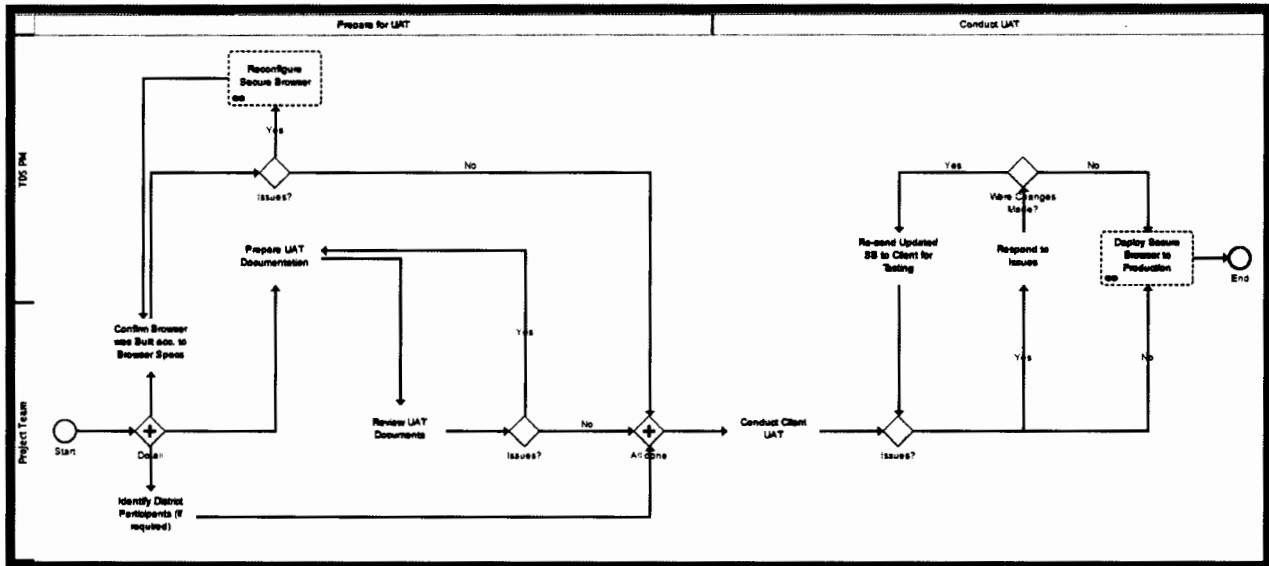 Prepare for UAT
Conduct UAT
TDS PM
Project Team
Reconfigure
Secure Browser
Yes
Issues?
No
Prepare UAT
Documentation
Confirm Browser
was Built acc. to
Browser Specs
Start
Do all
Identify District
Participants (if
required)
Review UAT
Documents
Yes
Issues?
No
All done
Conduct Client
UAT
Issues?
Yes
No
Yes
Were Changes
Made?
No
Re-send Updated
SB to Client for
Testing
Respond to
Issues
Deploy Secure
Browser to
Production
End